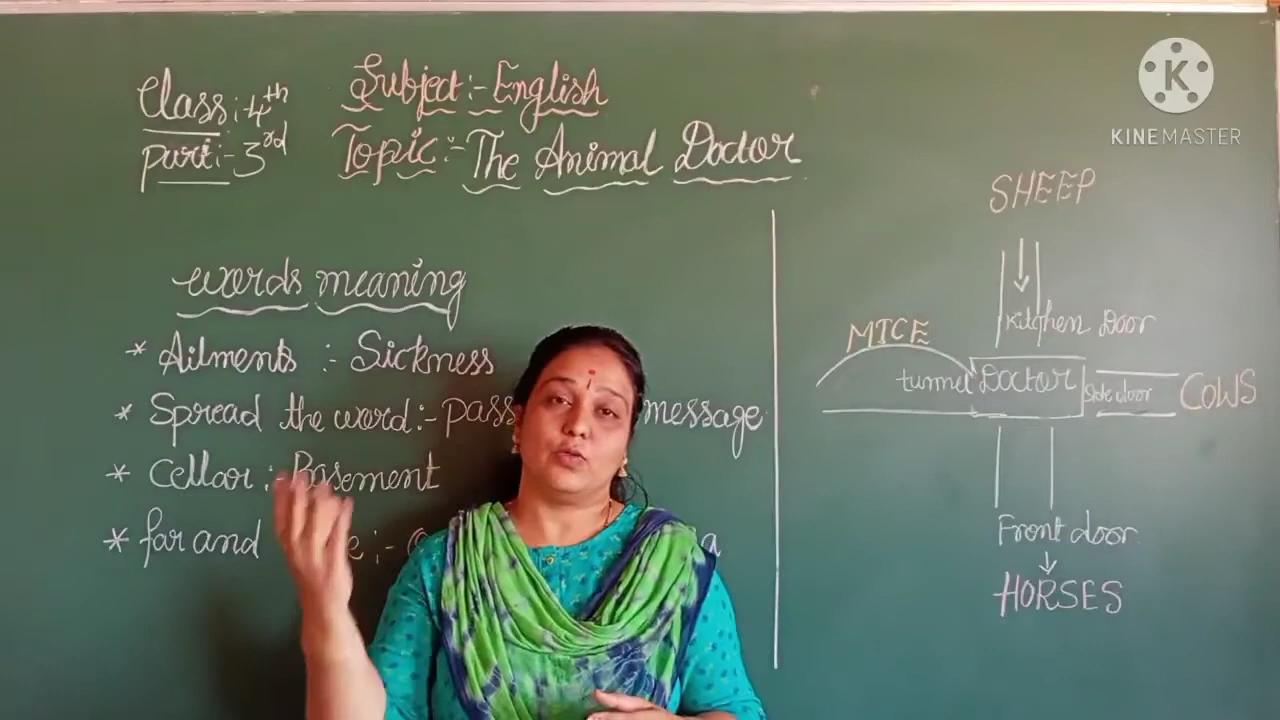 Class:4th
Subject:-English
Part:-3rd
Topic:-The Animal Doctor
words meaning
* Ailments :- Sickness
* Spread the word:-pass message
* Cellar :- Basement
* far and :-
SHEEP
Kitchen Door
MICE
tunnel Doctor Side door COWS
Front door
HORSES
KINEMASTER